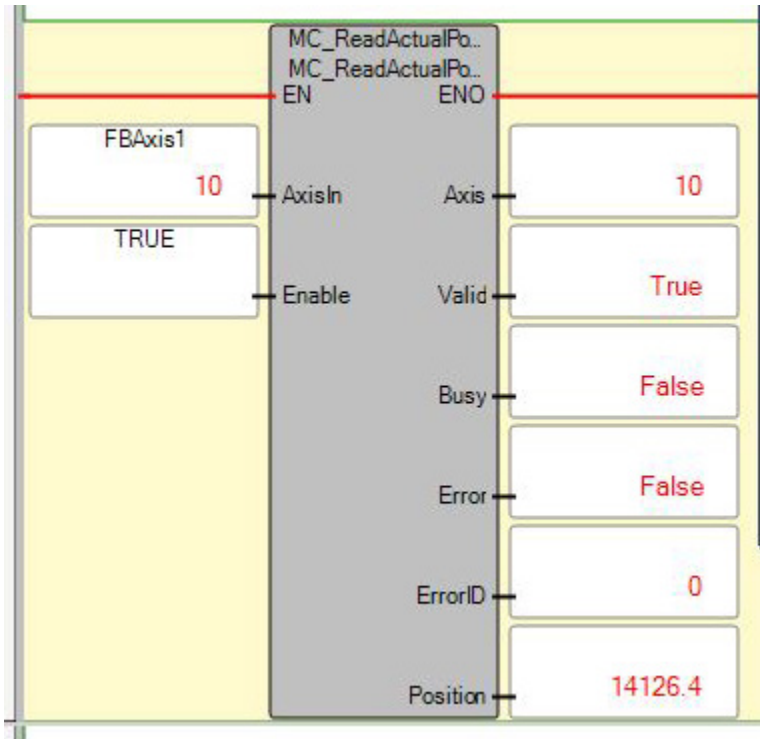 MC_ReadActualPo...
MC_ReadActualPo...
EN ENO
FBAxis1
10 AxisIn Axis 10
TRUE
Enable Valid True
Busy False
Error False
ErrorID 0
Position 14126.4